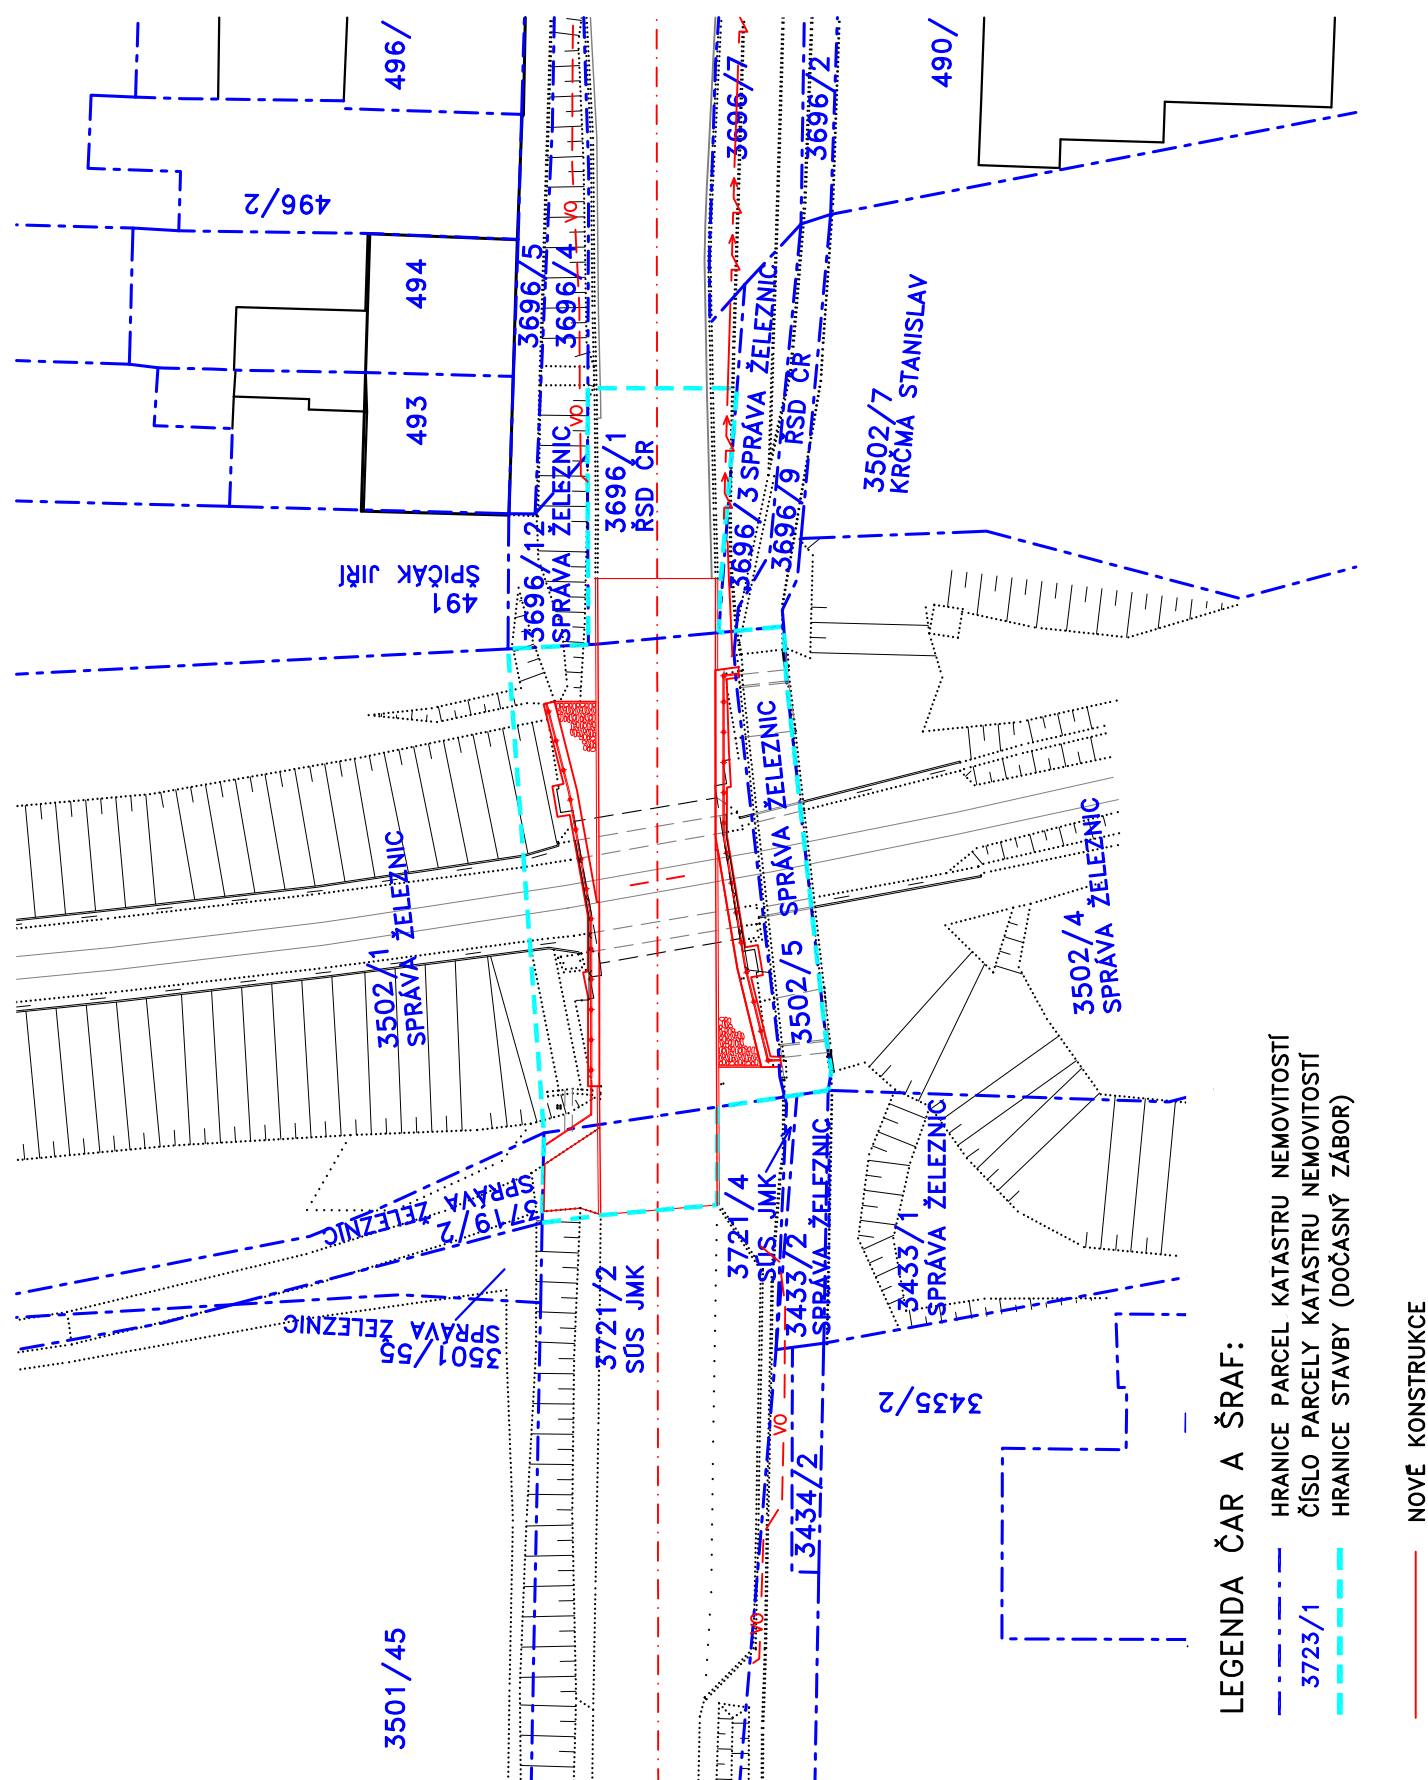 496/
490/
3696/7
3696/2
496/2
494
3696/5
3696/4
VO
493
VO
3696/1
ŘSD ČR
3696/12
SPRÁVA ŽELEZNIC
3696/3 SPRÁVA ŽELEZNIC
3696/9 ŘSD ČR
3502/7
KRČMA STANISLAV
ŠPIČÁK JIŘÍ
491
3502/1
SPRÁVA ŽELEZNIC
3502/5 SPRÁVA ŽELEZNIC
3502/4
SPRÁVA ŽELEZNIC
SPRÁVA ŽELEZNIC
3719/2
SPRÁVA ŽELEZNIC
3501/55
3721/2
SÚS JMK
3721/4
SÚS JMK
3433/2
SPRÁVA ŽELEZNIC
3433/1
SPRÁVA ŽELEZNIC
3435/2
VO
3434/2
VO
3501/45
LEGENDA ČAR A ŠRAF:
HRANICE PARCEL KATASTRU NEMOVITOSTÍ
3723/1 ČÍSLO PARCELY KATASTRU NEMOVITOSTÍ
HRANICE STAVBY (DOČASNÝ ZÁBOR)
NOVÉ KONSTRUKCE